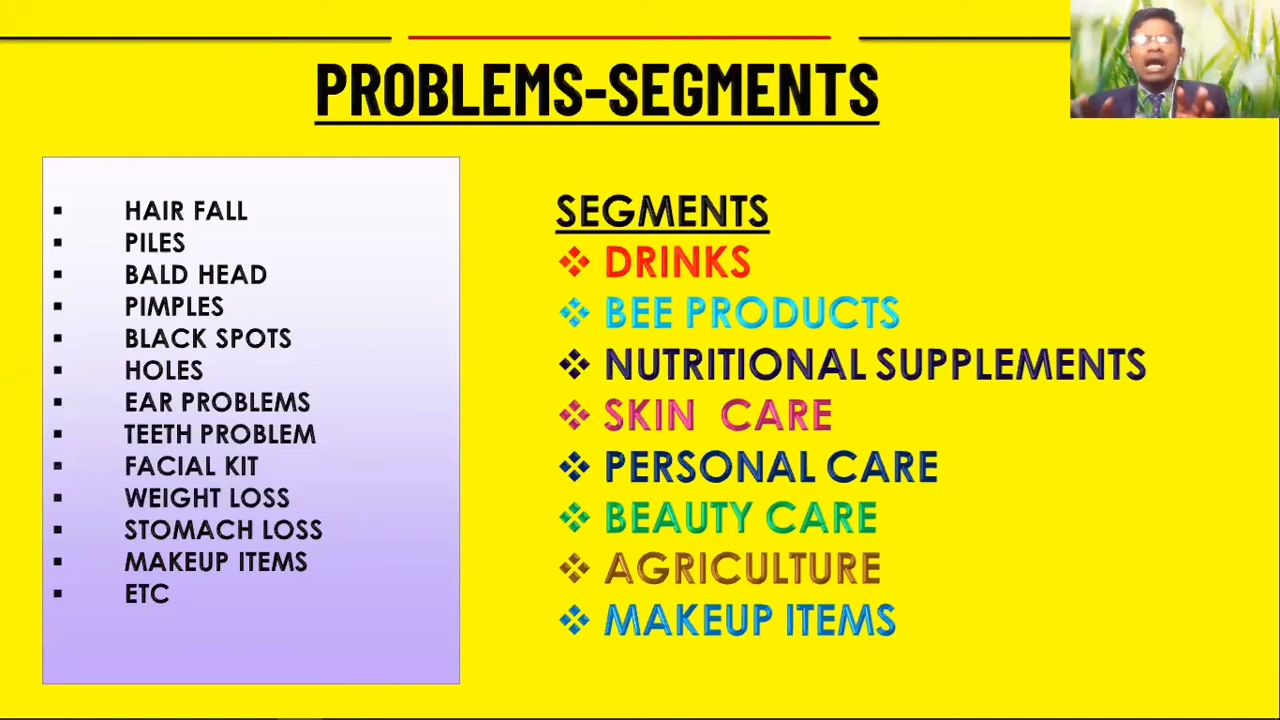 PROBLEMS-SEGMENTS
HAIR FALL
PILES
BALD HEAD
PIMPLES
BLACK SPOTS
HOLES
EAR PROBLEMS
TEETH PROBLEM
FACIAL KIT
WEIGHT LOSS
STOMACH LOSS
MAKEUP ITEMS
ETC
SEGMENTS
DRINKS
BEE PRODUCTS
NUTRITIONAL SUPPLEMENTS
SKIN CARE
PERSONAL CARE
BEAUTY CARE
AGRICULTURE
MAKEUP ITEMS